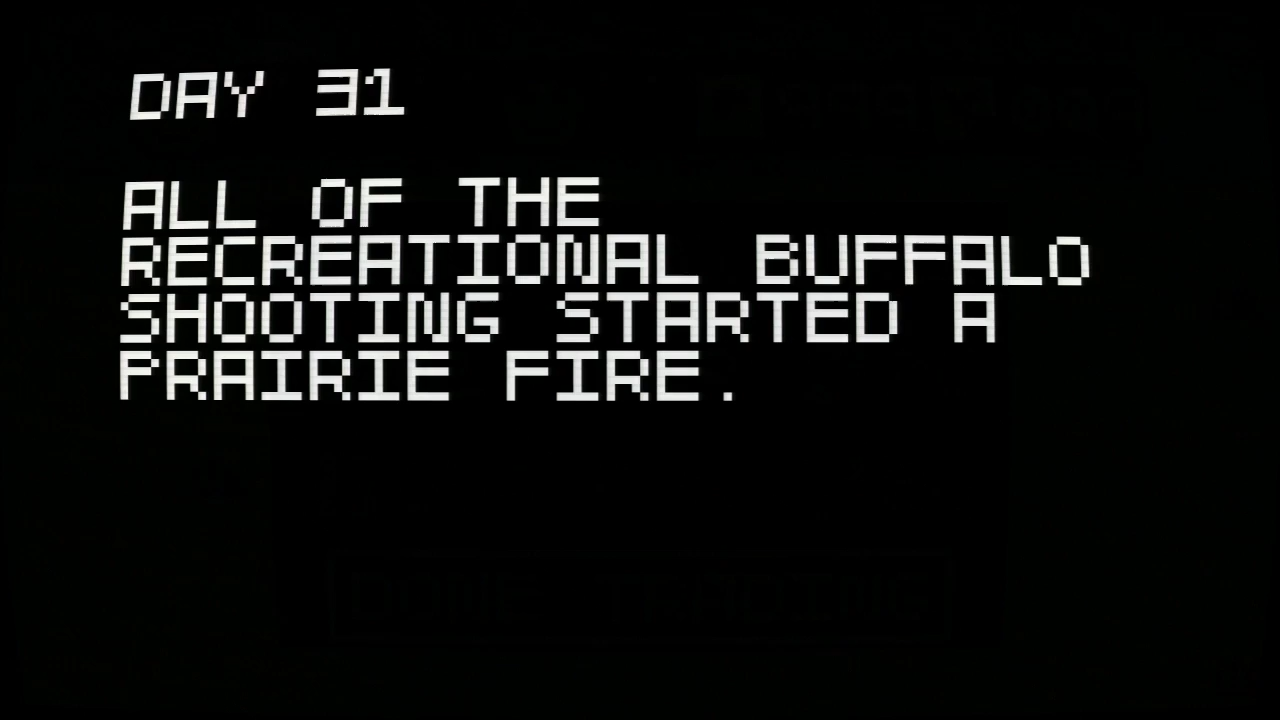 DAY 31
ALL OF THE
RECREATIONAL BUFFALO
SHOOTING STARTED A
PRAIRIE FIRE.